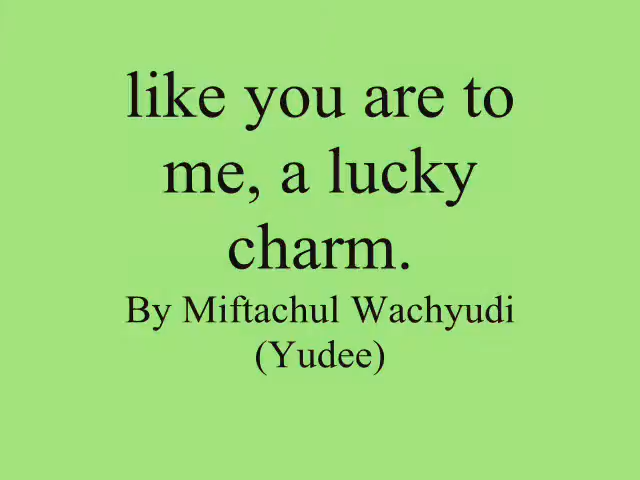 like you are to
me, a lucky
charm.
By Miftachul Wachyudi
(Yudee)